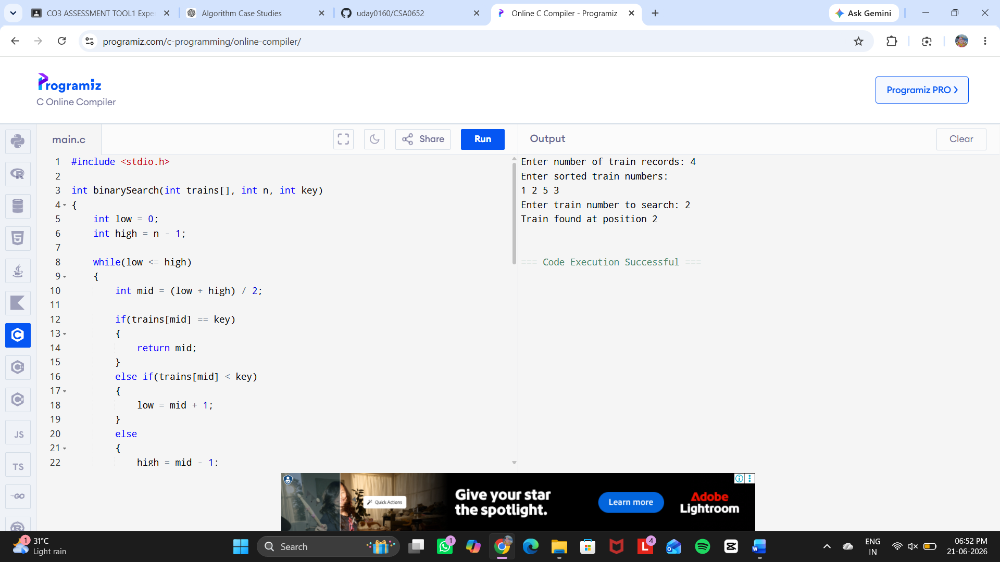 CO3 ASSESSMENT TOOL1 Expe
Algorithm Case Studies
uday0160/CSA0652
Online C Compiler - Programiz
Ask Gemini
programiz.com/c-programming/online-compiler/
Programiz
C Online Compiler
Programiz PRO ❯
main.c
Share
Run
Output
Clear
1 #include <stdio.h>
2
3 int binarySearch(int trains[], int n, int key)
4 {
5     int low = 0;
6     int high = n - 1;
7
8     while(low <= high)
9     {
10         int mid = (low + high) / 2;
11
12         if(trains[mid] == key)
13         {
14             return mid;
15         }
16         else if(trains[mid] < key)
17         {
18             low = mid + 1;
19         }
20         else
21         {
22             high = mid - 1;
Enter number of train records: 4
Enter sorted train numbers:
1 2 5 3
Enter train number to search: 2
Train found at position 2
=== Code Execution Successful ===
JS
TS
GO
Quick Actions
Give your star
the spotlight.
Learn more
Adobe
Lightroom
1
31°C
Light rain
Search
1
L
4
W
ENG
IN
06:52 PM
21-06-2026